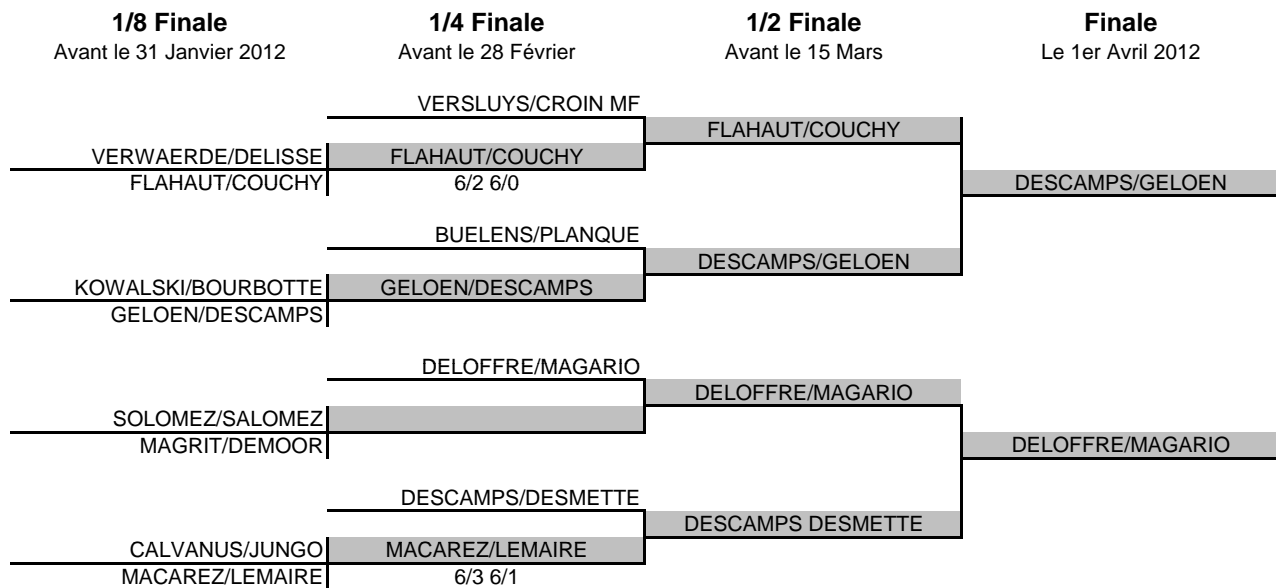 1/8 Finale
1/4 Finale
1/2 Finale
Finale
Avant le 31 Janvier 2012
Avant le 28 Février
Avant le 15 Mars
Le 1er Avril 2012
VERSLUYS/CROIN MF
FLAHAUT/COUCHY
VERWAERDE/DELISSE
FLAHAUT/COUCHY
FLAHAUT/COUCHY
6/2 6/0
DESCAMPS/GELOEN
BUELENS/PLANQUE
DESCAMPS/GELOEN
KOWALSKI/BOURBOTTE
GELOEN/DESCAMPS
GELOEN/DESCAMPS
DELOFFRE/MAGARIO
DELOFFRE/MAGARIO
SOLOMEZ/SALOMEZ
MAGRIT/DEMOOR
DELOFFRE/MAGARIO
DESCAMPS/DESMETTE
DESCAMPS DESMETTE
CALVANUS/JUNGO
MACAREZ/LEMAIRE
MACAREZ/LEMAIRE
6/3 6/1